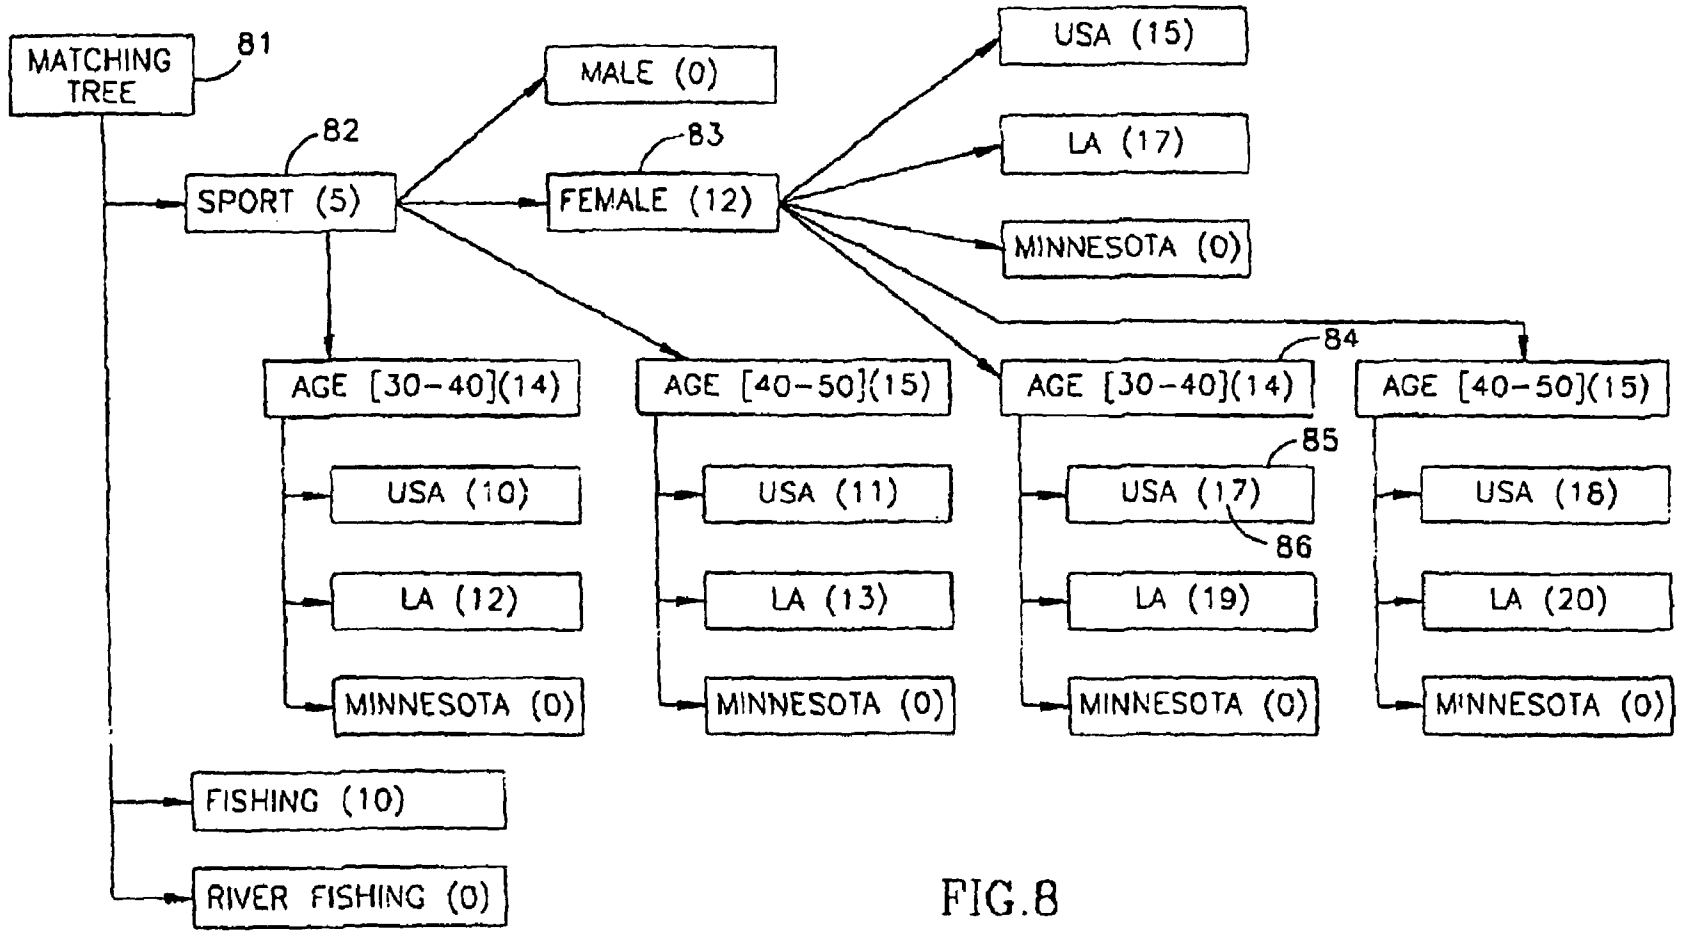 MATCHING
TREE
81
SPORT (5)
82
MALE (0)
FEMALE (12)
83
USA (15)
LA (17)
MINNESOTA (0)
AGE [30-40](14)
USA (10)
LA (12)
MINNESOTA (0)
AGE [40-50](15)
USA (11)
LA (13)
MINNESOTA (0)
AGE [30-40](14)
84
USA (17)
85
86
LA (19)
MINNESOTA (0)
AGE [40-50](15)
USA (18)
LA (20)
MINNESOTA (0)
FISHING (10)
RIVER FISHING (0)
FIG.8